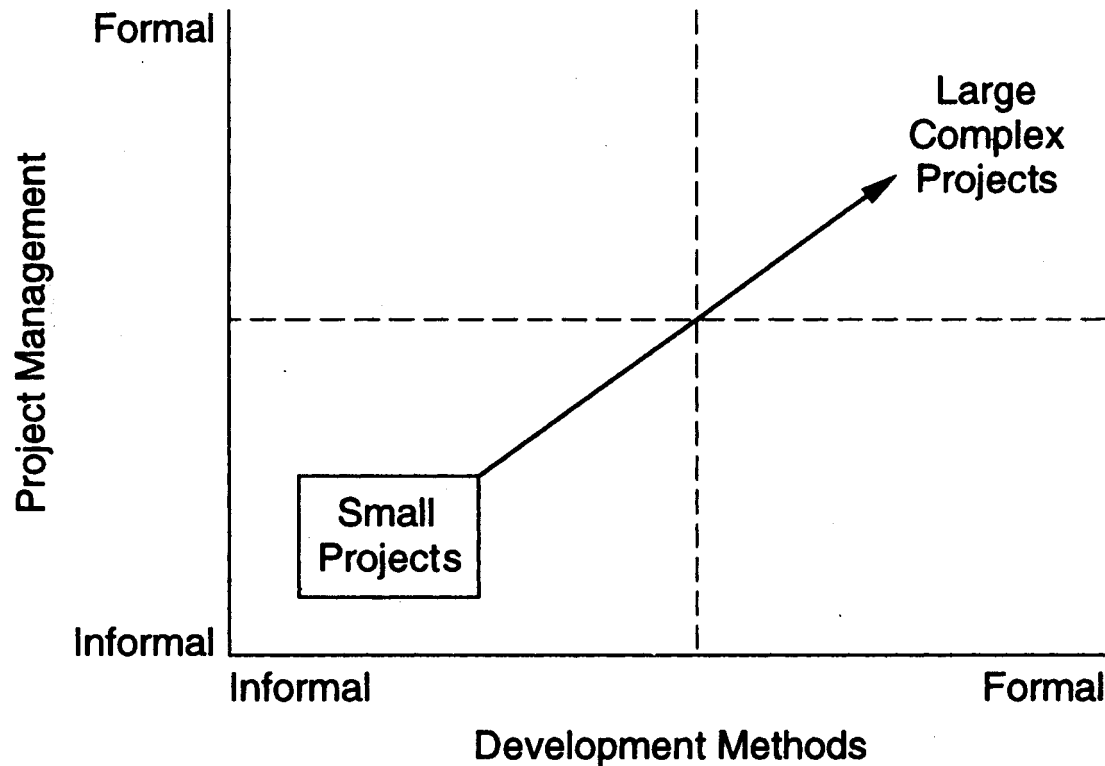 Formal
Large
Complex
Projects
Project Management
Small
Projects
Informal
Informal
Formal
Development Methods